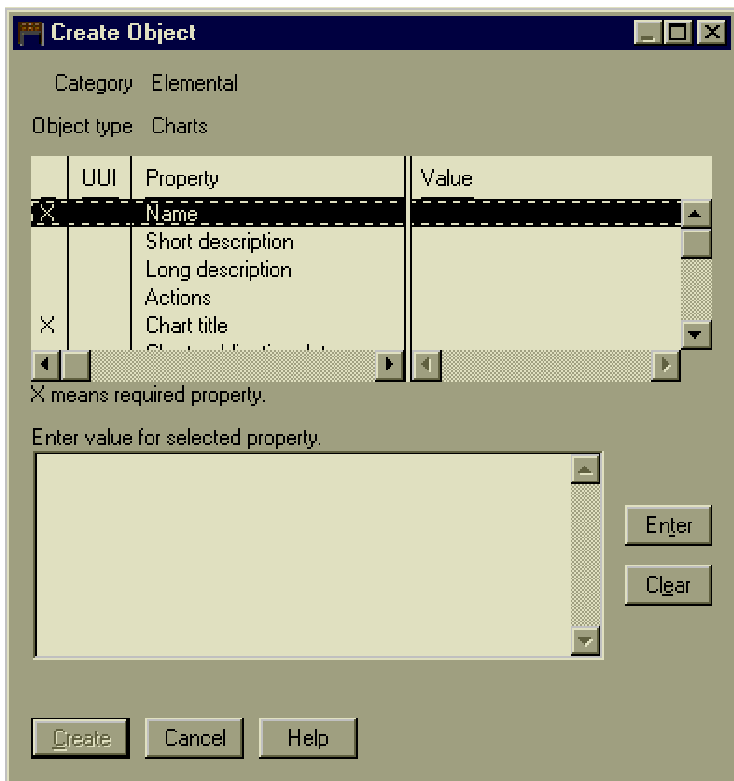 Create Object
Category Elemental
Object type Charts
UUI Property Value
X Name
Short description
Long description
Actions
X Chart title
X means required property.
Enter value for selected property.
Enter
Clear
Create Cancel Help